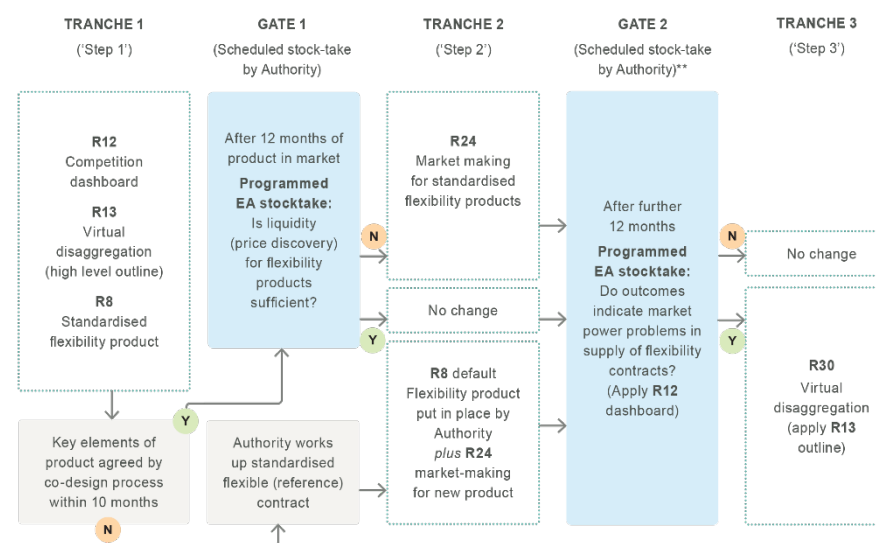 TRANCHE 1
('Step 1')
GATE 1
(Scheduled stock-take
by Authority)
TRANCHE 2
('Step 2')
GATE 2
(Scheduled stock-take
by Authority)**
TRANCHE 3
('Step 3')
R12
Competition
dashboard
R13
Virtual
disaggregation
(high level outline)
R8
Standardised
flexibility product
Y
Key elements of
product agreed by
co-design process
within 10 months
N
After 12 months of
product in market
Programmed
EA stocktake:
Is liquidity
(price discovery)
for flexibility
products
sufficient?
N
Y
Authority works
up standardised
flexible (reference)
contract
R24
Market making
for standardised
flexibility products
No change
R8 default
Flexibility product
put in place by
Authority
plus R24
market-making
for new product
After further
12 months
Programmed
EA stocktake:
Do outcomes
indicate market
power problems in
supply of flexibility
contracts?
(Apply R12
dashboard)
N
Y
No change
R30
Virtual
disaggregation
(apply R13
outline)